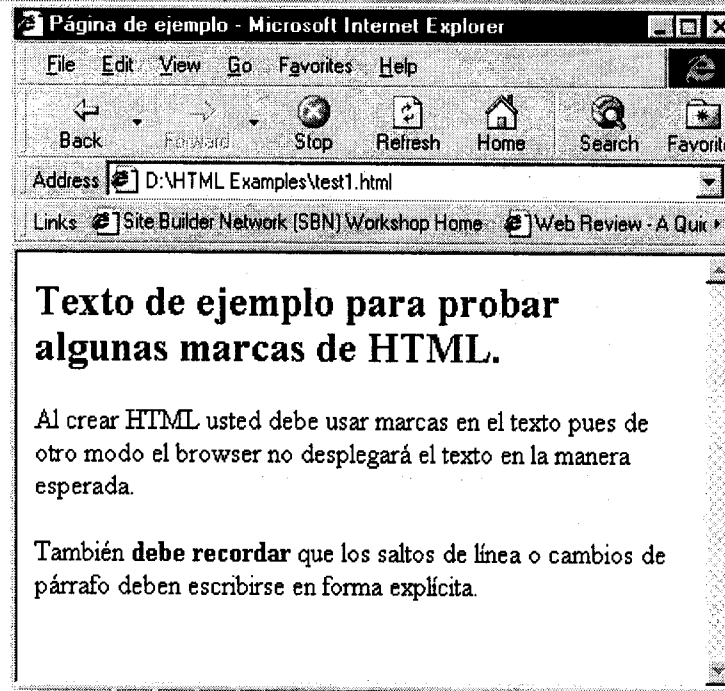 Página de ejemplo - Microsoft Internet Explorer
File Edit View Go Favorites Help
Back Forward Stop Refresh Home Search Favorit
Address D:\HTML Examples\test1.html
Links Site Builder Network (SBN) Workshop Home Web Review - A Quic
Texto de ejemplo para probar
algunas marcas de HTML.
Al crear HTML usted debe usar marcas en el texto pues de
otro modo el browser no desplegará el texto en la manera
esperada.
También debe recordar que los saltos de línea o cambios de
párrafo deben escribirse en forma explícita.